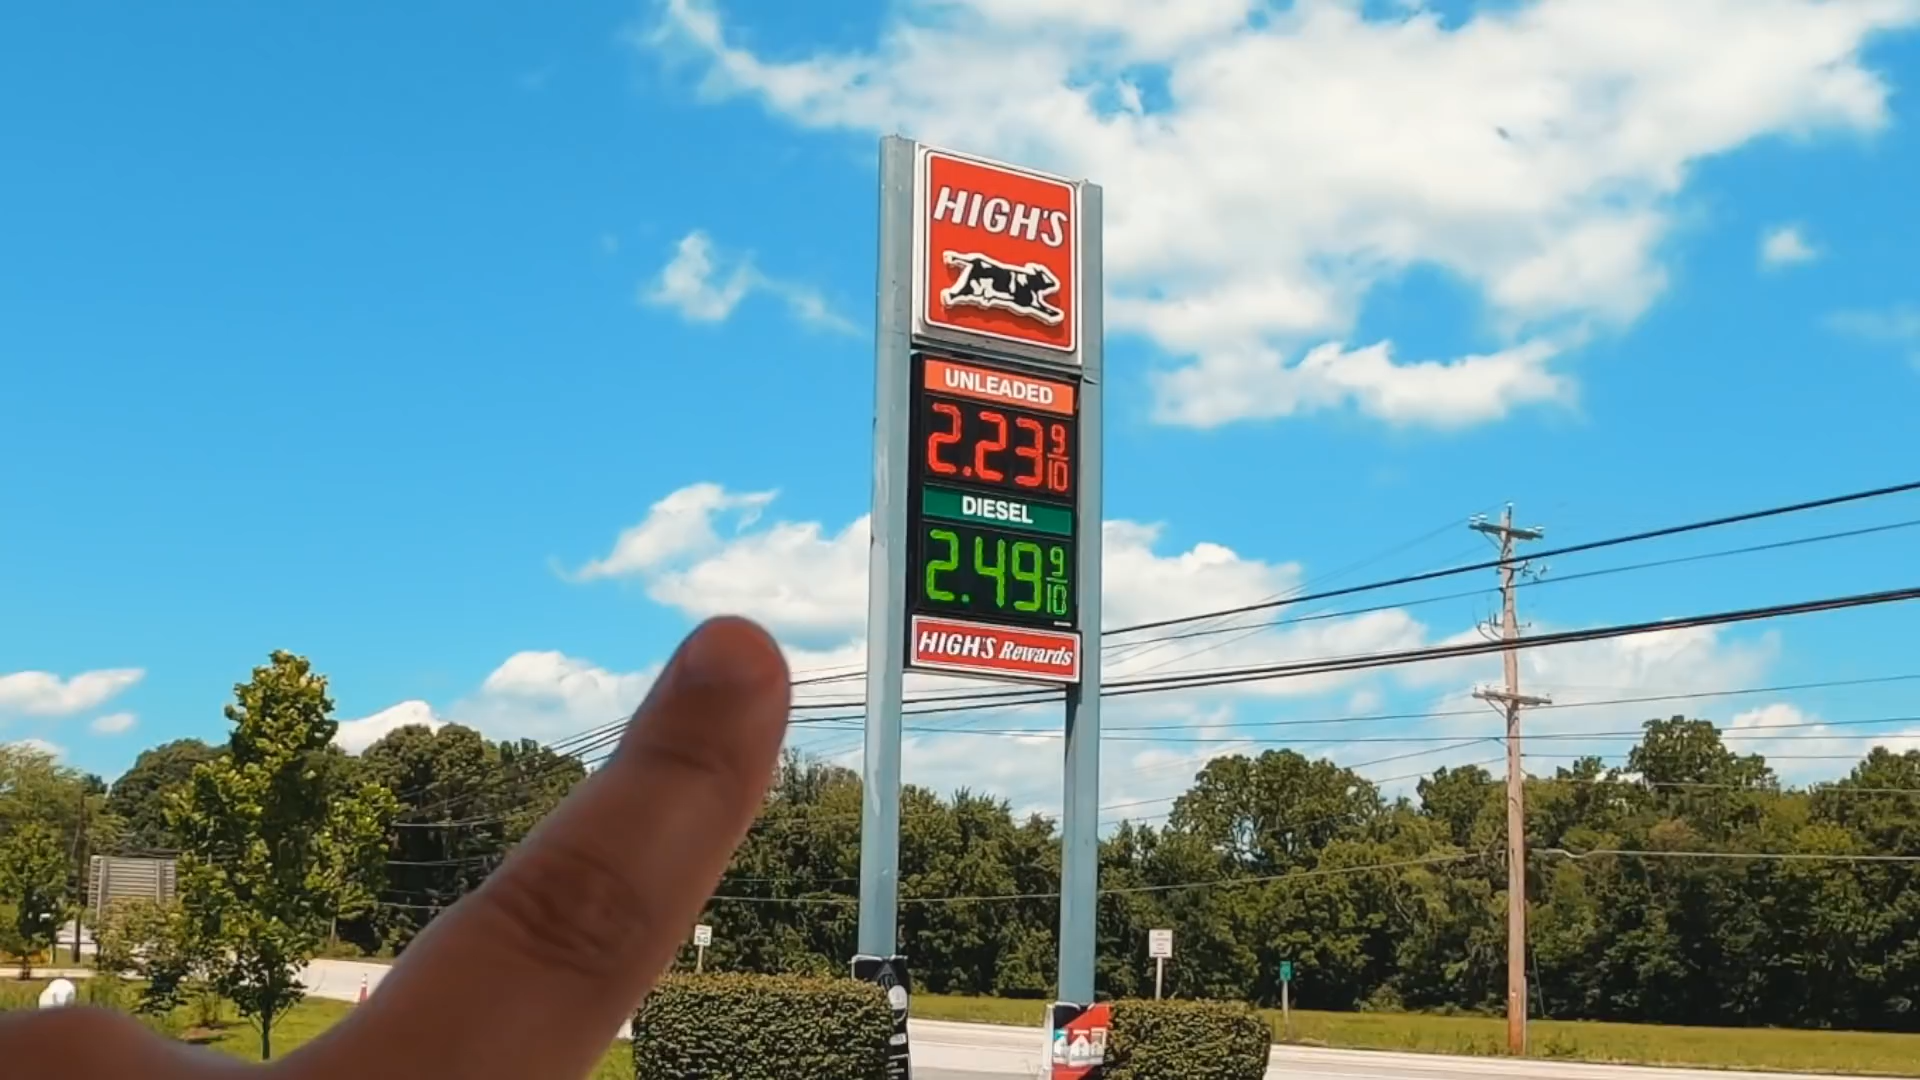 HIGH'S
UNLEADED
2.23 9/10
DIESEL
2.49 9/10
HIGH'S Rewards